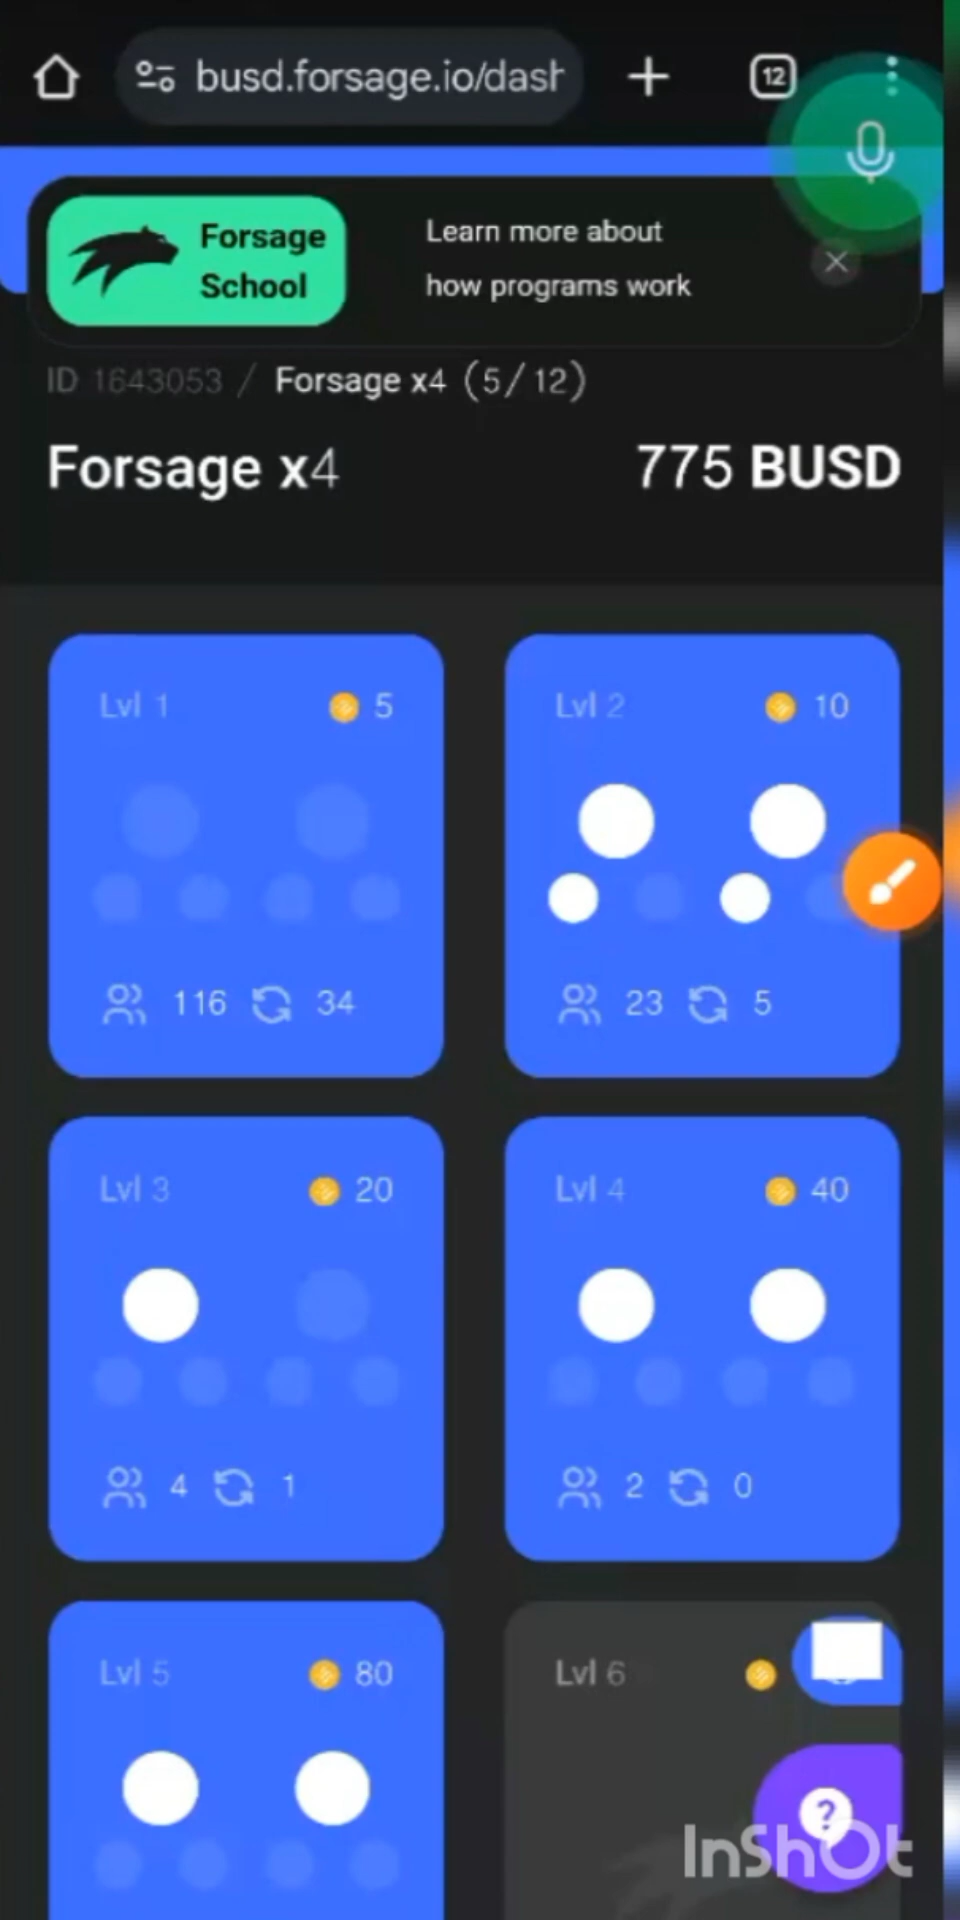 busd.forsage.io/dash
12
Forsage
School
Learn more about
how programs work
ID 1643053 / Forsage x4 (5/12)
Forsage x4
775 BUSD
Lvl 1
5
Lvl 2
10
116
34
23
5
Lvl 3
20
Lvl 4
40
4
1
2
0
Lvl 5
80
Lvl 6
?
InShOt